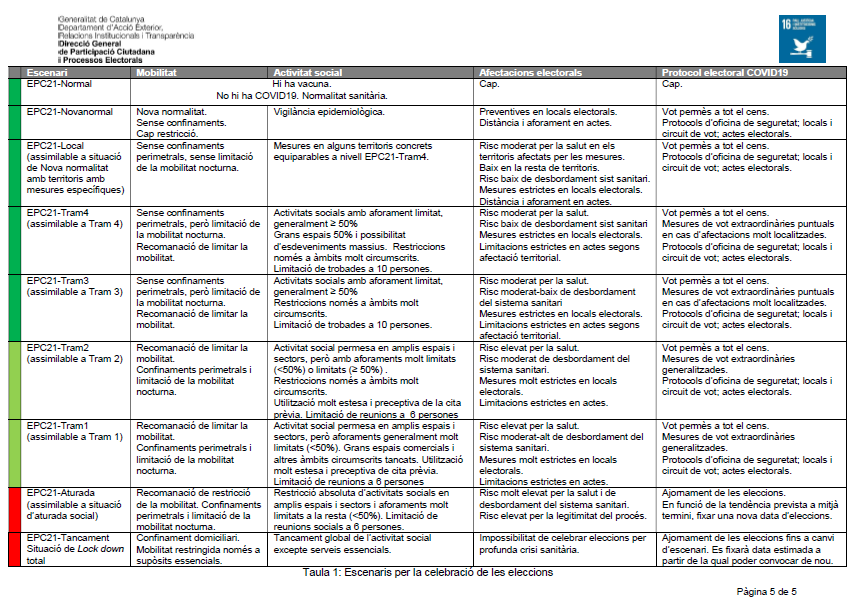 Generalitat de Catalunya
Departament d'Acció Exterior,
Relacions Institucionals i Transparència
Direcció General
de Participació Ciutadana
i Processos Electorals
16
Escenari Mobilitat Activitat social Afectacions electorals Protocol electoral COVID19
EPC21-Normal
Hi ha vacuna.
No hi ha COVID19. Normalitat sanitària.
Cap.
Cap.
EPC21-Novanormal
Nova normalitat.
Sense confinaments.
Cap restricció.
Vigilància epidemiològica.
Preventives en locals electorals.
Distància i aforament en actes.
Vot permès a tot el cens.
Protocols d'oficina de seguretat; locals i
circuit de vot; actes electorals.
EPC21-Local
(assimilable a situació
de Nova normalitat
amb territoris amb
mesures específiques)
Sense confinaments
perimetrals, sense limitació
de la mobilitat nocturna.
Mesures en alguns territoris concrets
equiparables a nivell EPC21-Tram4.
Risc moderat per la salut en els
territoris afectats per les mesures.
Baix en la resta de territoris.
Risc baix de desbordament sist sanitari.
Mesures estrictes en locals electorals.
Distància i aforament en actes.
Vot permès a tot el cens.
Protocols d'oficina de seguretat; locals i
circuit de vot; actes electorals.
EPC21-Tram4
(assimilable a Tram 4)
Sense confinaments
perimetrals, però limitació de
la mobilitat nocturna.
Recomanació de limitar la
mobilitat.
Activitats socials amb aforament limitat,
generalment ≥ 50%
Grans espais 50% i possibilitat
d'esdeveniments massius. Restriccions
només a àmbits molt circumscrits.
Limitació de trobades a 10 persones.
Risc moderat per la salut.
Risc baix de desbordament del sistema sanitari
Mesures estrictes en locals electorals.
Limitacions estrictes en actes segons
afectació territorial.
Vot permès a tot el cens.
Mesures de vot extraordinàries puntuals
en cas d'afectacions molt localitzades.
Protocols d'oficina de seguretat; locals i
circuit de vot; actes electorals.
EPC21-Tram3
(assimilable a Tram 3)
Sense confinaments
perimetrals, però limitació de
la mobilitat nocturna.
Recomanació de limitar la
mobilitat.
Activitats socials amb aforament limitat,
generalment ≥ 50%
Restriccions només a àmbits molt
circumscrits.
Limitació de trobades a 10 persones.
Risc moderat per la salut.
Risc moderat-baix de desbordament
del sistema sanitari
Mesures estrictes en locals electorals.
Limitacions estrictes en actes segons
afectació territorial.
Vot permès a tot el cens.
Mesures de vot extraordinàries puntuals
en cas d'afectacions molt localitzades.
Protocols d'oficina de seguretat; locals i
circuit de vot; actes electorals.
EPC21-Tram2
(assimilable a Tram 2)
Recomanació de limitar la
mobilitat.
Confinaments perimetrals i
limitació de la mobilitat
nocturna.
Activitat social permesa en amplis espais i
sectors, però amb aforaments molt limitats
(<50%) o limitats (≥ 50%) .
Restriccions només a àmbits molt
circumscrits.
Utilització molt estesa i preceptiva de la cita
prèvia. Limitació de reunions a 6 persones
Risc elevat per la salut.
Risc moderat de desbordament del
sistema sanitari.
Mesures molt estrictes en locals
electorals.
Limitacions estrictes en actes.
Vot permès a tot el cens.
Mesures de vot extraordinàries
generalitzades.
Protocols d'oficina de seguretat; locals i
circuit de vot; actes electorals.
EPC21-Tram1
(assimilable a Tram 1)
Recomanació de limitar la
mobilitat.
Confinaments perimetrals i
limitació de la mobilitat
nocturna.
Activitat social permesa en amplis espais i
sectors, però aforaments generalment molt
limitats (<50%). Grans espais comercials i
altres àmbits circumscrits tancats. Utilització
molt estesa i preceptiva de cita prèvia.
Limitació de reunions a 6 persones
Risc elevat per la salut.
Risc moderat-alt de desbordament del
sistema sanitari.
Mesures molt estrictes en locals
electorals.
Limitacions estrictes en actes.
Vot permès a tot el cens.
Mesures de vot extraordinàries
generalitzades.
Protocols d'oficina de seguretat; locals i
circuit de vot; actes electorals.
EPC21-Aturada
(assimilable a situació
d'aturada social)
Recomanació de restricció
de la mobilitat. Confinaments
perimetrals i limitació de la
mobilitat nocturna.
Restricció absoluta d'activitats socials en
amplis espais i sectors i aforaments molt
limitats a la resta (<50%). Limitació de
reunions socials a 6 persones.
Risc molt elevat per la salut i de
desbordament del sistema sanitari.
Risc elevat per la legitimitat del procés.
Ajornament de les eleccions.
En funció de la tendència prevista a mitjà
termini, fixar una nova data d'eleccions.
EPC21-Tancament
Situació de Lock down
total
Confinament domiciliari.
Mobilitat restringida només a
supòsits essencials.
Tancament global de l'activitat social
excepte serveis essencials.
Impossibilitat de celebrar eleccions per
profunda crisi sanitària.
Ajornament de les eleccions fins a canvi
d'escenari. Es fixarà data estimada a
partir de la qual poder convocar de nou.
Taula 1: Escenaris per la celebració de les eleccions
Pàgina 5 de 5